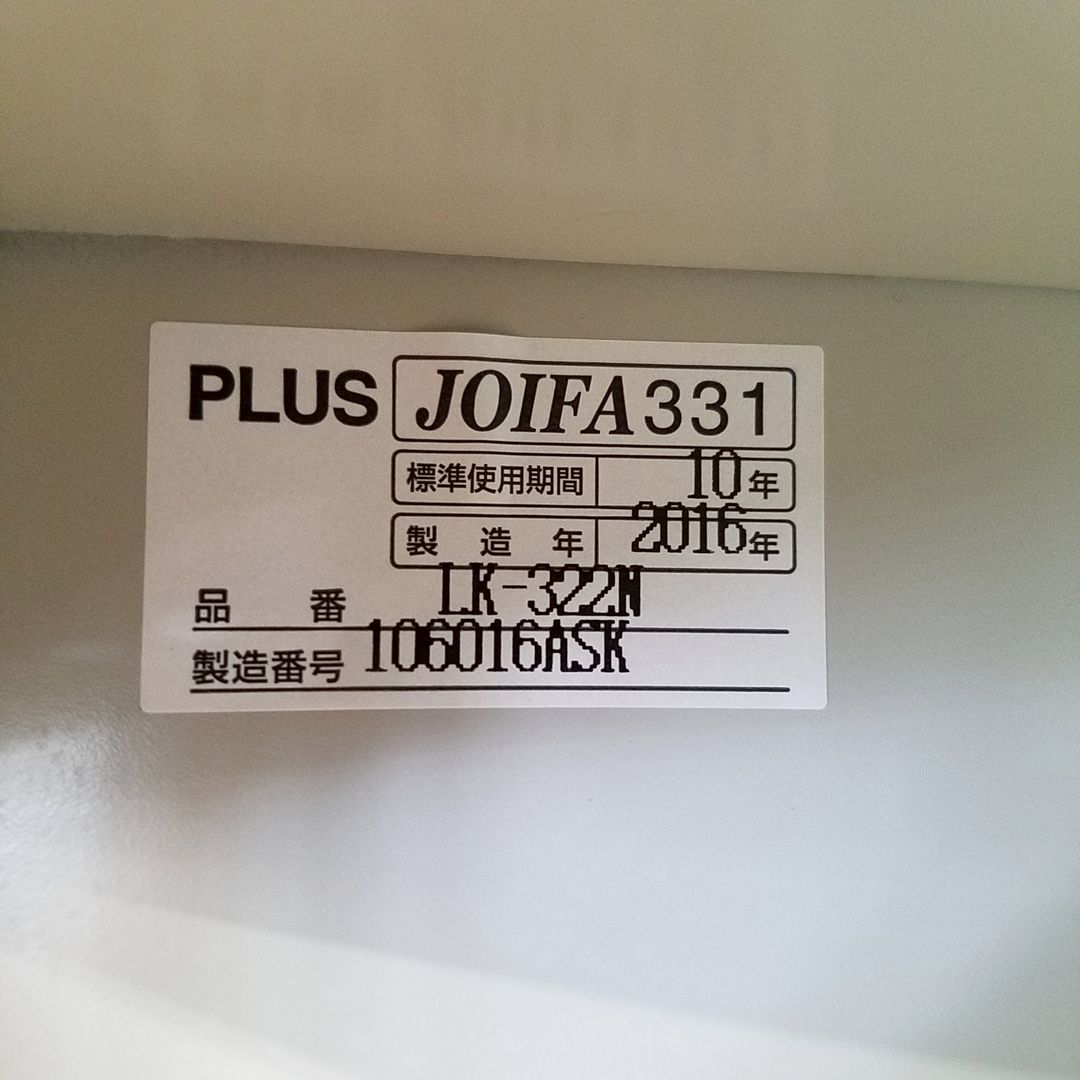 PLUS JOIFA331
標準使用期間 10年
製造年 2016年
品番 LK-322N
製造番号 106016ASK